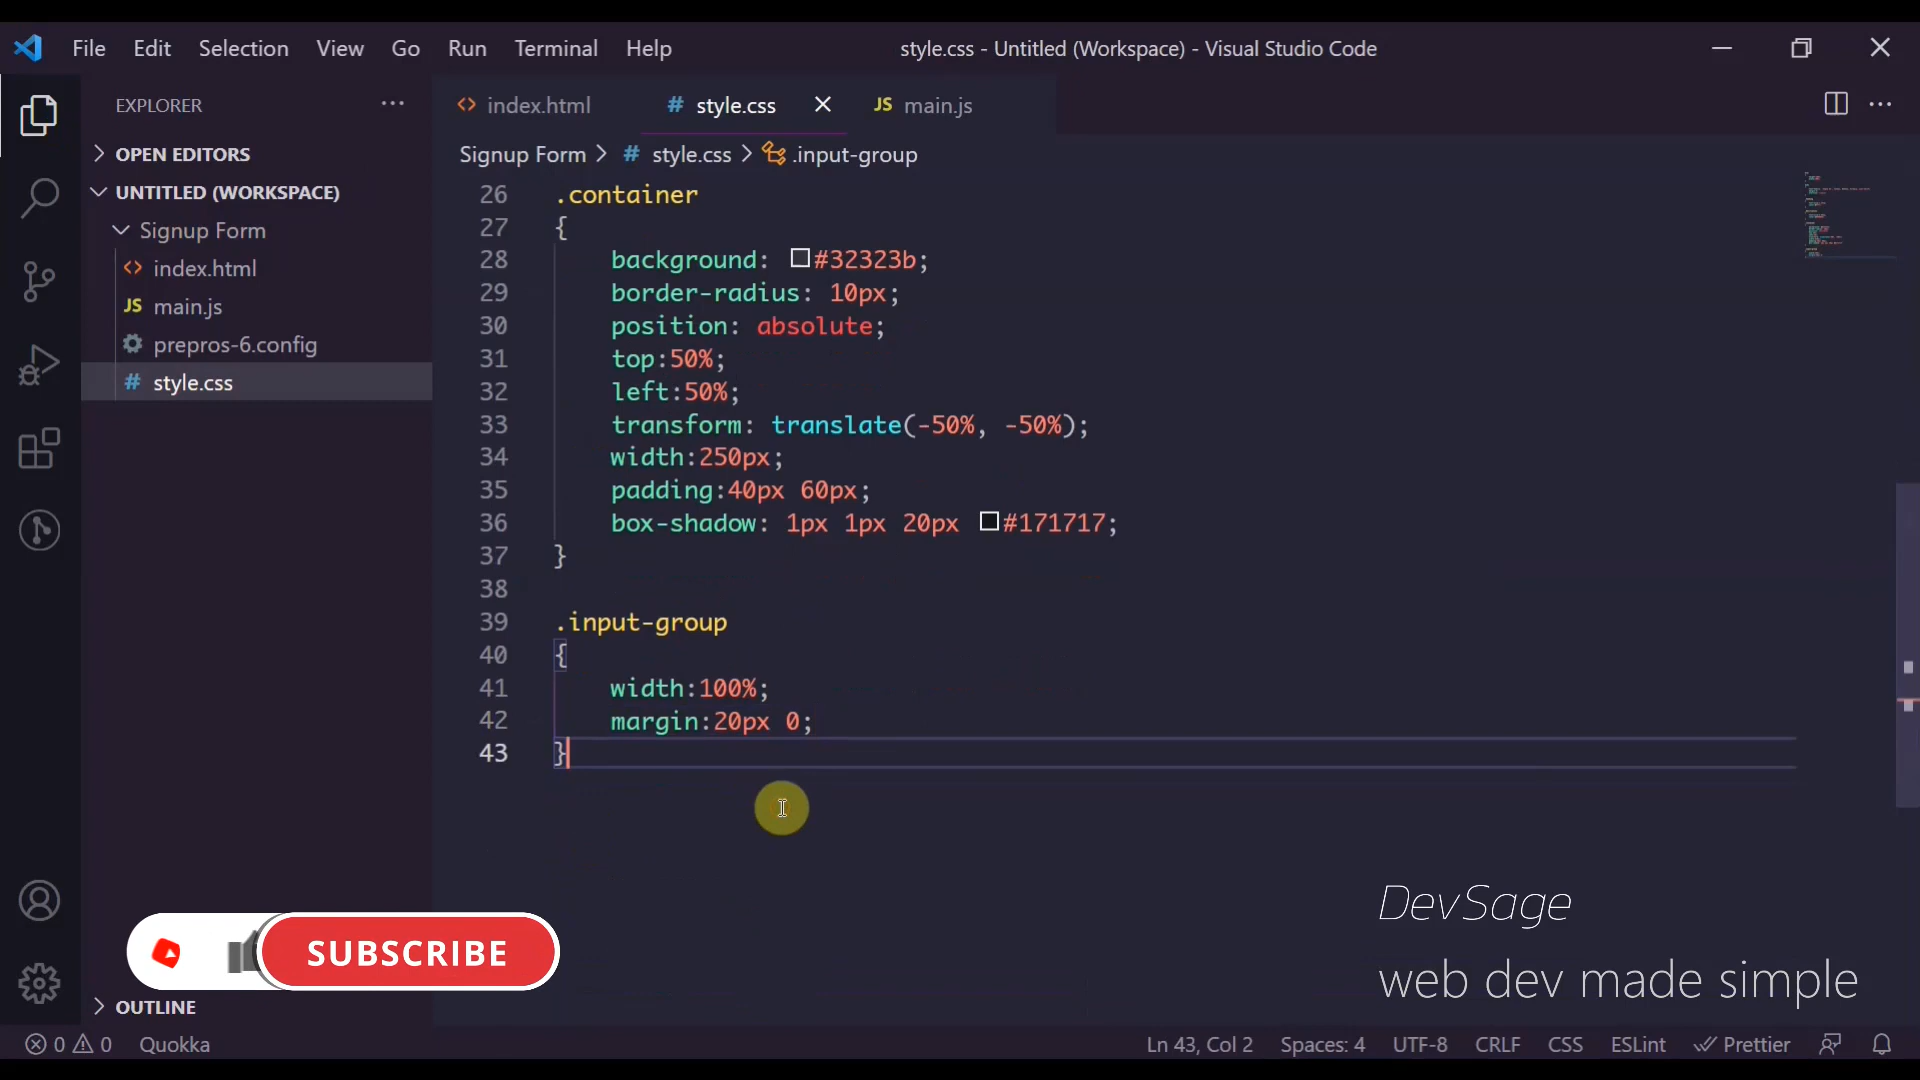 File Edit Selection View Go Run Terminal Help
style.css - Untitled (Workspace) - Visual Studio Code
EXPLORER
OPEN EDITORS
UNTITLED (WORKSPACE)
Signup Form
<> index.html
JS main.js
prepros-6.config
# style.css
<> index.html
# style.css
JS main.js
Signup Form > # style.css > .input-group
26 .container
27 {
28 background: #32323b;
29 border-radius: 10px;
30 position: absolute;
31 top:50%;
32 left:50%;
33 transform: translate(-50%, -50%);
34 width:250px;
35 padding:40px 60px;
36 box-shadow: 1px 1px 20px #171717;
37 }
38
39 .input-group
40 {
41 width:100%;
42 margin:20px 0;
43 }
SUBSCRIBE
DevSage
web dev made simple
OUTLINE
0 0 Quokka
Ln 43, Col 2 Spaces: 4 UTF-8 CRLF CSS ESLint Prettier